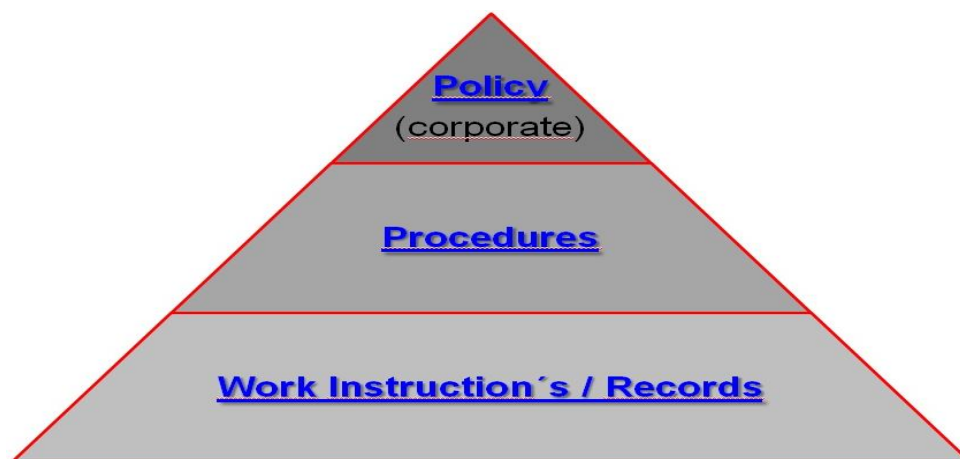 Policy
(corporate)
Procedures
Work Instruction´s / Records